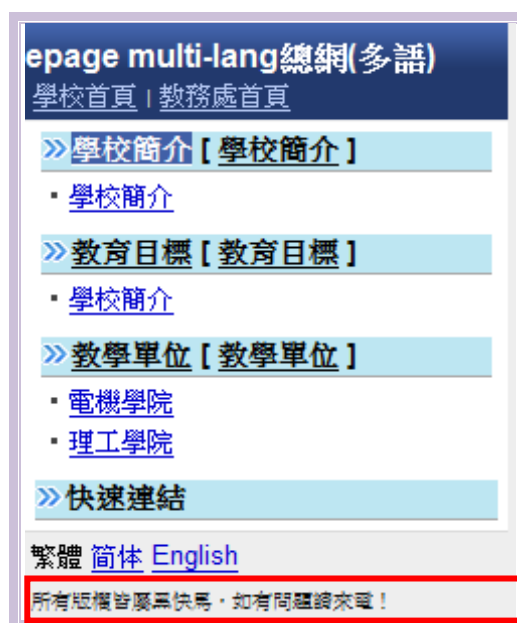 epage multi-lang總網(多語)
學校首頁 | 教務處首頁
»學校簡介 [ 學校簡介 ]
▪ 學校簡介
»教育目標 [ 教育目標 ]
▪ 學校簡介
»教學單位 [ 教學單位 ]
▪ 電機學院
▪ 理工學院
»快速連結
繁體 简体 English
所有版權皆屬黑快馬，如有問題請來電！